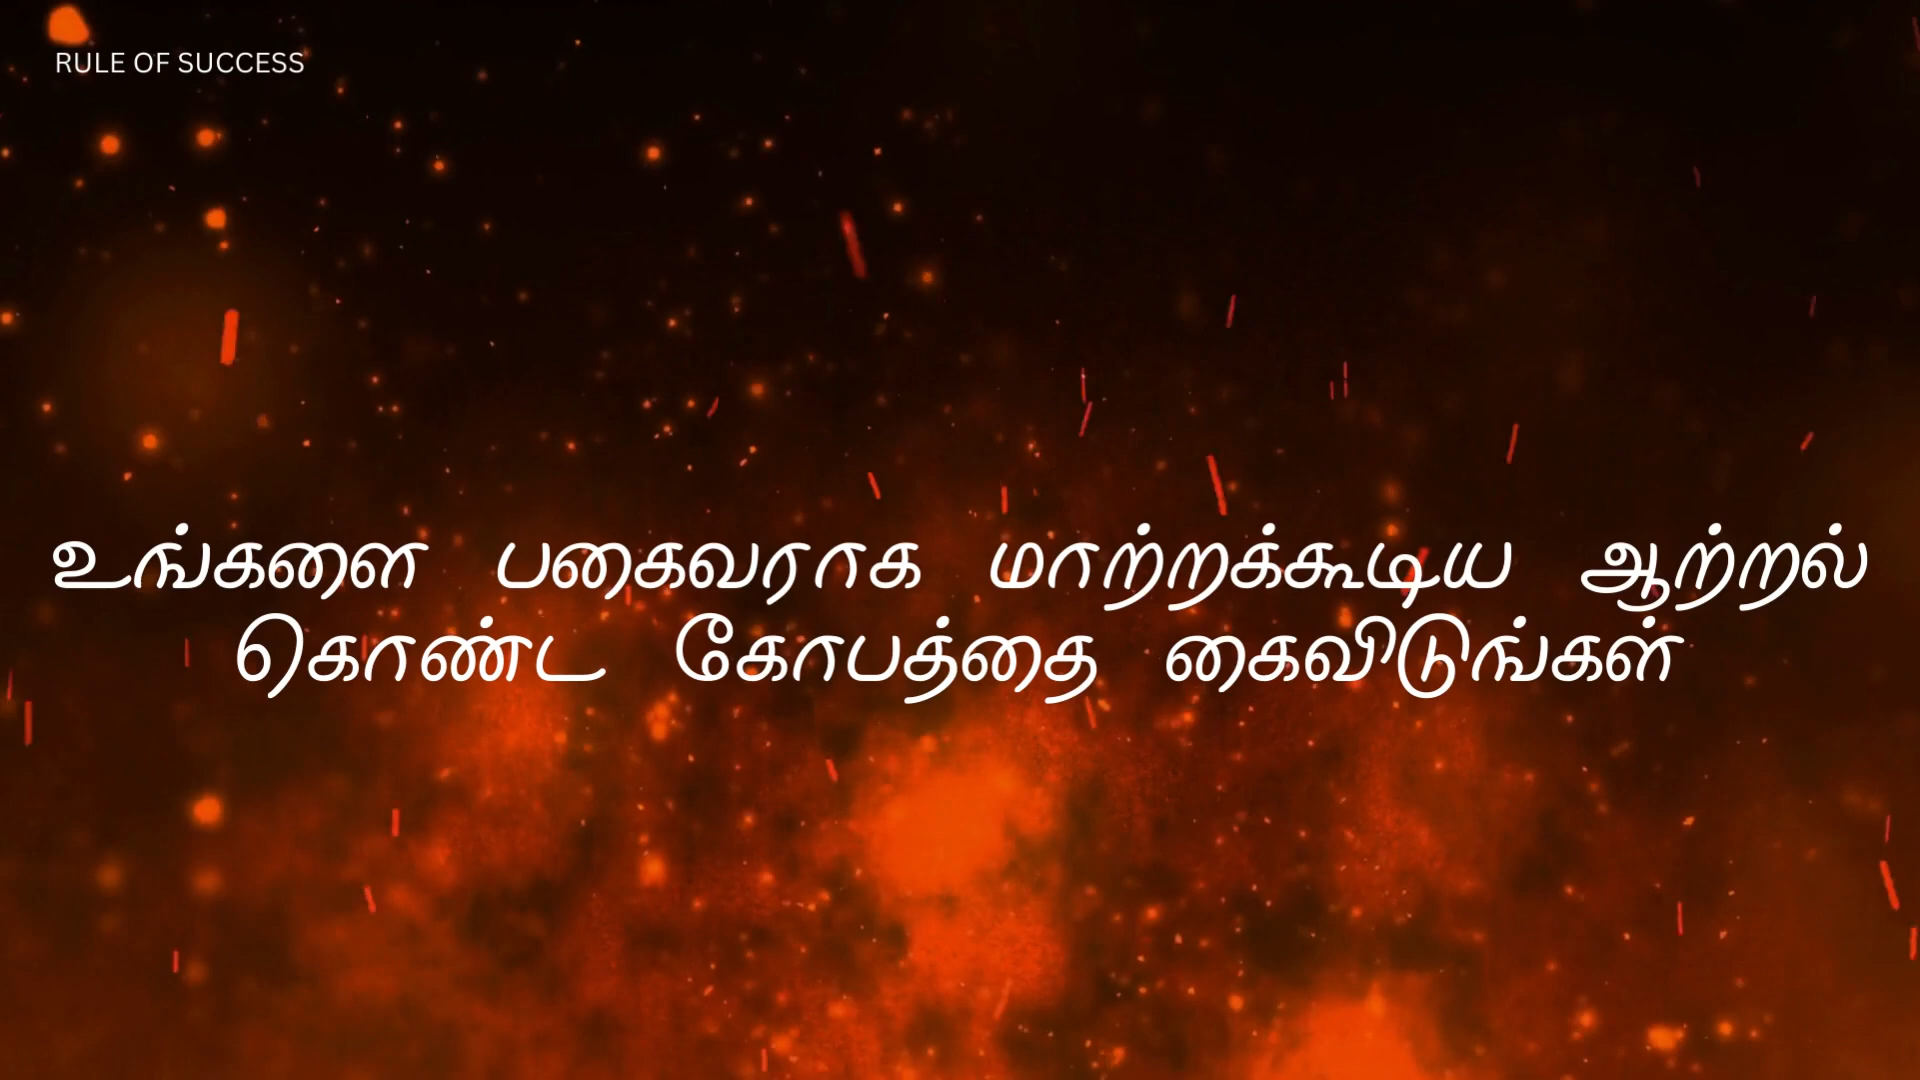 RULE OF SUCCESS
உங்களை பகைவராக மாற்றக்கூடிய ஆற்றல்
கொண்ட கோபத்தை கைவிடுங்கள்